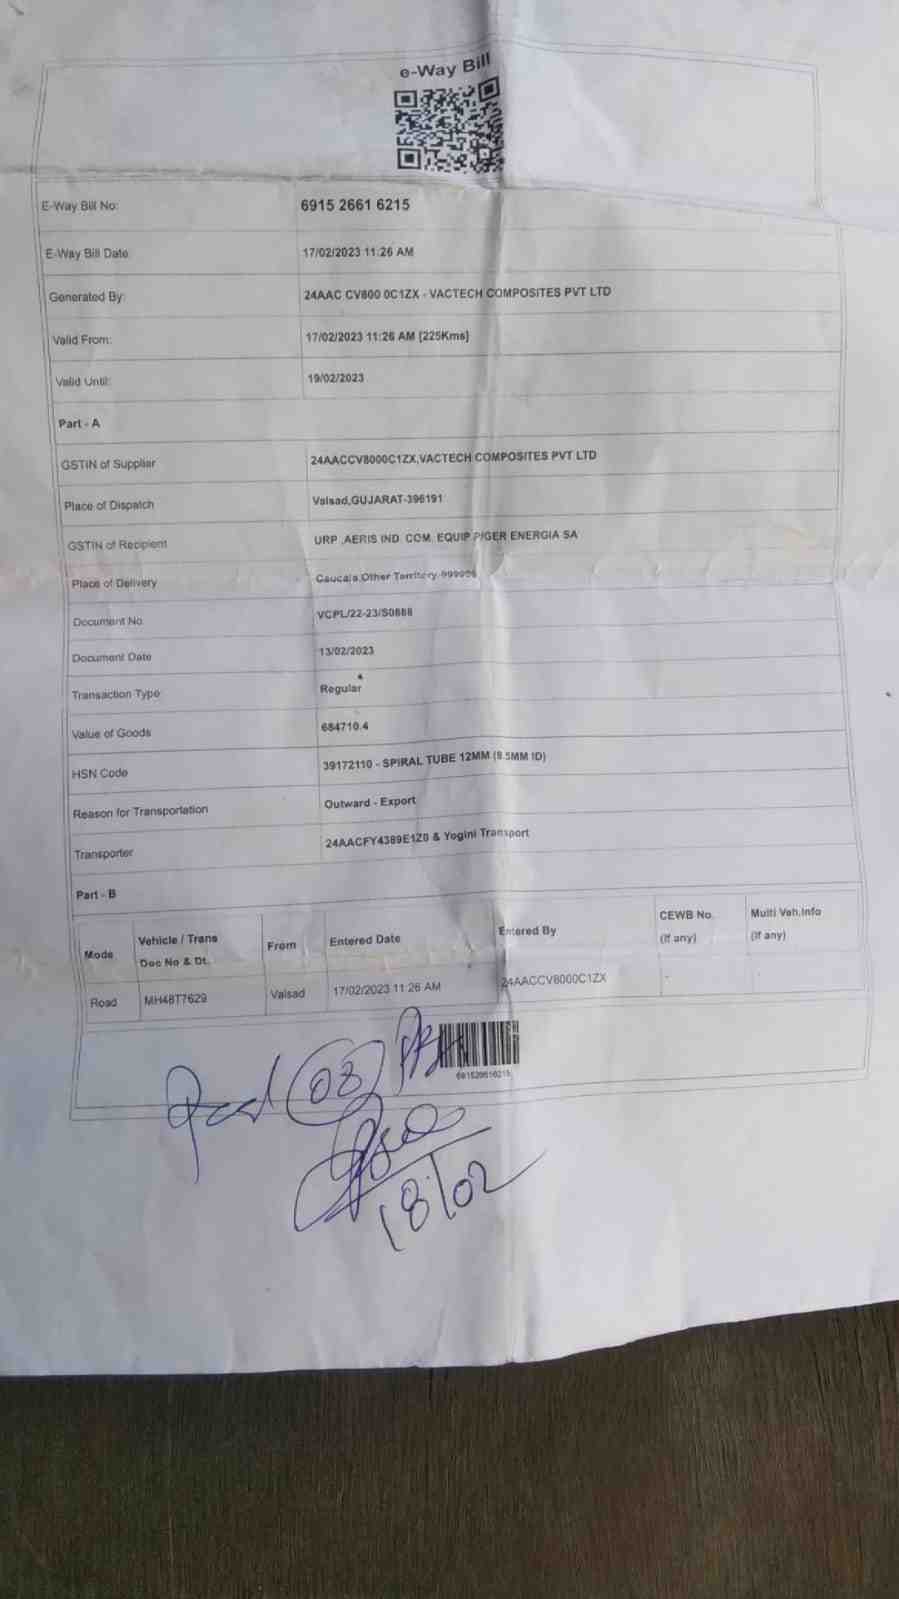 e-Way Bill
E-Way Bill No: 6915 2661 6215
E-Way Bill Date: 17/02/2023 11:26 AM
Generated By: 24AAC CV800 0C1ZX - VACTECH COMPOSITES PVT LTD
Valid From: 17/02/2023 11:26 AM [225Kms]
Valid Until: 19/02/2023
Part - A
GSTIN of Supplier 24AACCV8000C1ZX,VACTECH COMPOSITES PVT LTD
Place of Dispatch Valsad,GUJARAT-396191
GSTIN of Recipient URP ,AERIS IND. COM. EQUIP PIGER ENERGIA SA
Place of Delivery Caucaia,Other Territory-999999
Document No. VCPL/22-23/S0888
Document Date 13/02/2023
Transaction Type: Regular
Value of Goods 684710.4
HSN Code 39172110 - SPIRAL TUBE 12MM (9.5MM ID)
Reason for Transportation Outward - Export
Transporter 24AACFY4389E1Z0 & Yogini Transport
Part - B
Mode Vehicle / Trans Doc No & Dt. From Entered Date Entered By CEWB No. (If any) Multi Veh.Info (If any)
Road MH48T7629 Valsad 17/02/2023 11:26 AM 24AACCV8000C1ZX - -
691526616215
03
18/02